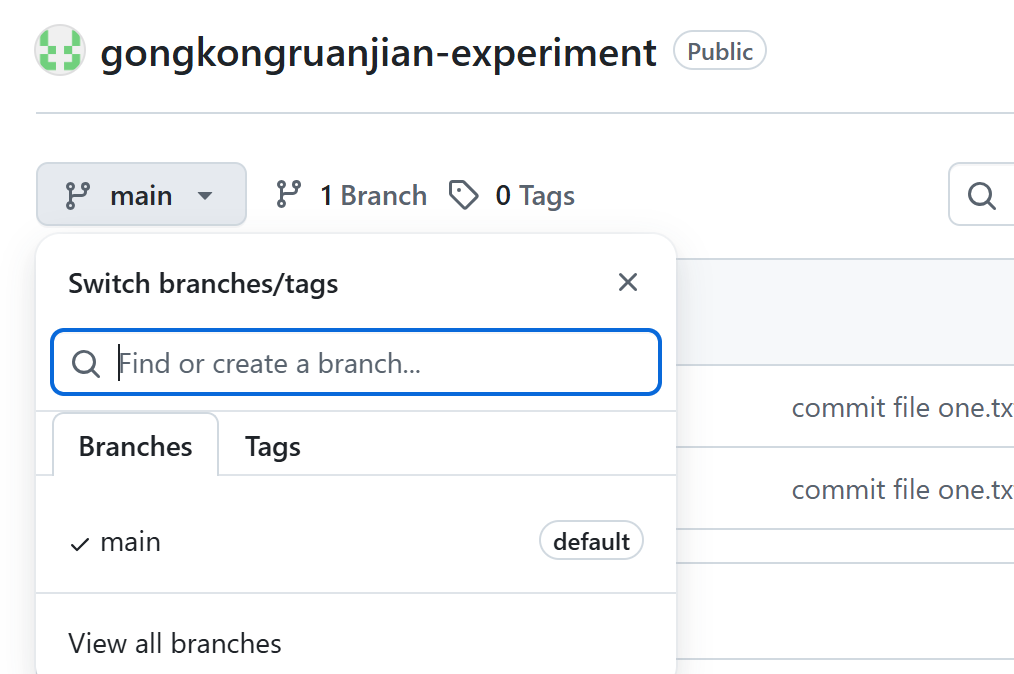 gongkongruanjian-experiment Public
main 1 Branch 0 Tags
Switch branches/tags
Find or create a branch...
Branches Tags
commit file one.tx
main default
commit file one.tx
View all branches